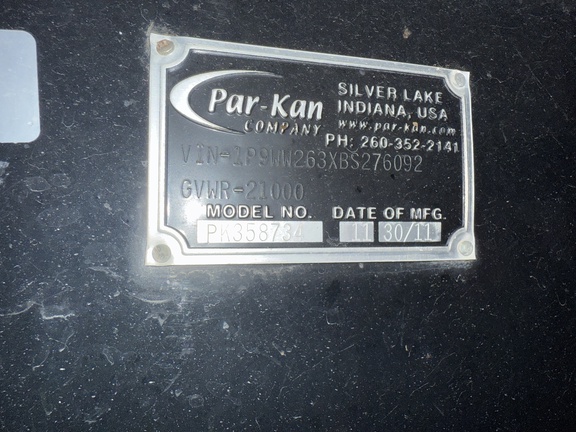 Par-Kan
COMPANY
SILVER LAKE
INDIANA, USA
www.par-kan.com
PH: 260-352-2141
VIN-1P9WW263XBS276092
GVWR-21000
MODEL NO. DATE OF MFG.
PK358734 11 30/11